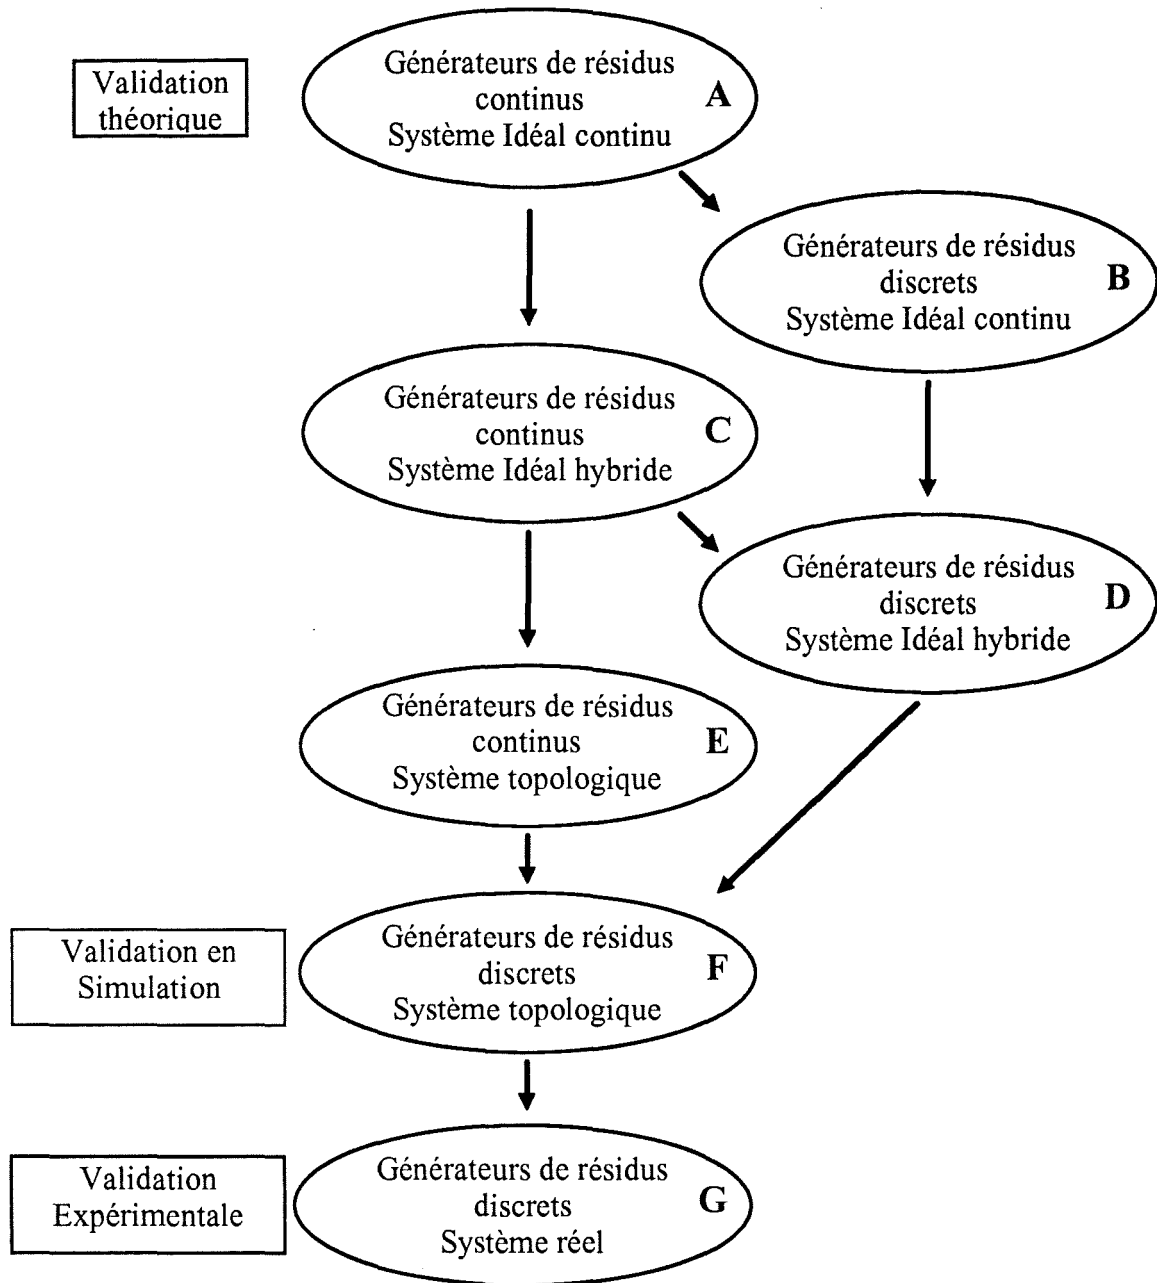 Validation
théorique
Générateurs de résidus
continus
Système Idéal continu
A
Générateurs de résidus
discrets
Système Idéal continu
B
Générateurs de résidus
continus
Système Idéal hybride
C
Générateurs de résidus
discrets
Système Idéal hybride
D
Générateurs de résidus
continus
Système topologique
E
Validation en
Simulation
Générateurs de résidus
discrets
Système topologique
F
Validation
Expérimentale
Générateurs de résidus
discrets
Système réel
G